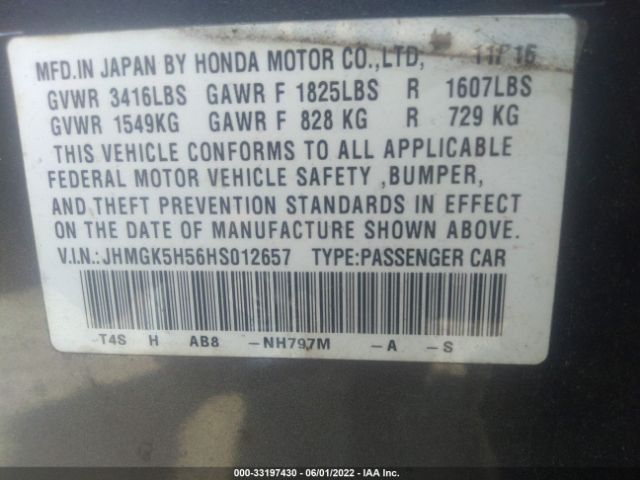 MFD.IN JAPAN BY HONDA MOTOR CO.,LTD,
GVWR 3416LBS GAWR F 1825LBS R 1607LBS
GVWR 1549KG GAWR F 828 KG R 729 KG
THIS VEHICLE CONFORMS TO ALL APPLICABLE
FEDERAL MOTOR VEHICLE SAFETY ,BUMPER,
AND THEFT PREVENTION STANDARDS IN EFFECT
ON THE DATE OF MANUFACTURE SHOWN ABOVE.
V.I.N.:JHMGK5H56HS012657 TYPE:PASSENGER CAR
T4S H AB8 -NH797M -A -S
000-33197430 - 06/01/2022 - IAA Inc.